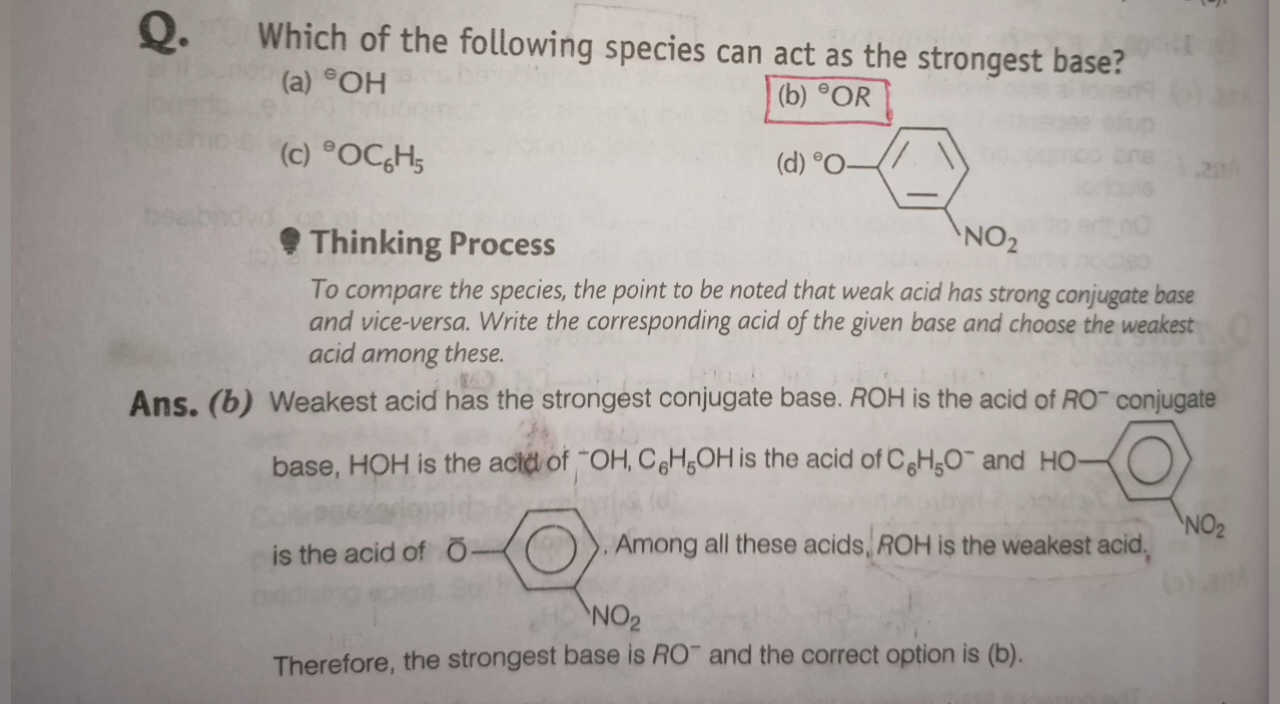 Q. Which of the following species can act as the strongest base?
(a) ⊖OH (b) ⊖OR
(c) ⊖OC₆H₅ (d) ⊖O— NO₂
Thinking Process
To compare the species, the point to be noted that weak acid has strong conjugate base
and vice-versa. Write the corresponding acid of the given base and choose the weakest
acid among these.
Ans. (b) Weakest acid has the strongest conjugate base. ROH is the acid of RO⁻ conjugate
base, HOH is the acid of ⁻OH, C₆H₅OH is the acid of C₆H₅O⁻ and HO— NO₂
is the acid of Ō— NO₂ . Among all these acids, ROH is the weakest acid.
Therefore, the strongest base is RO⁻ and the correct option is (b).